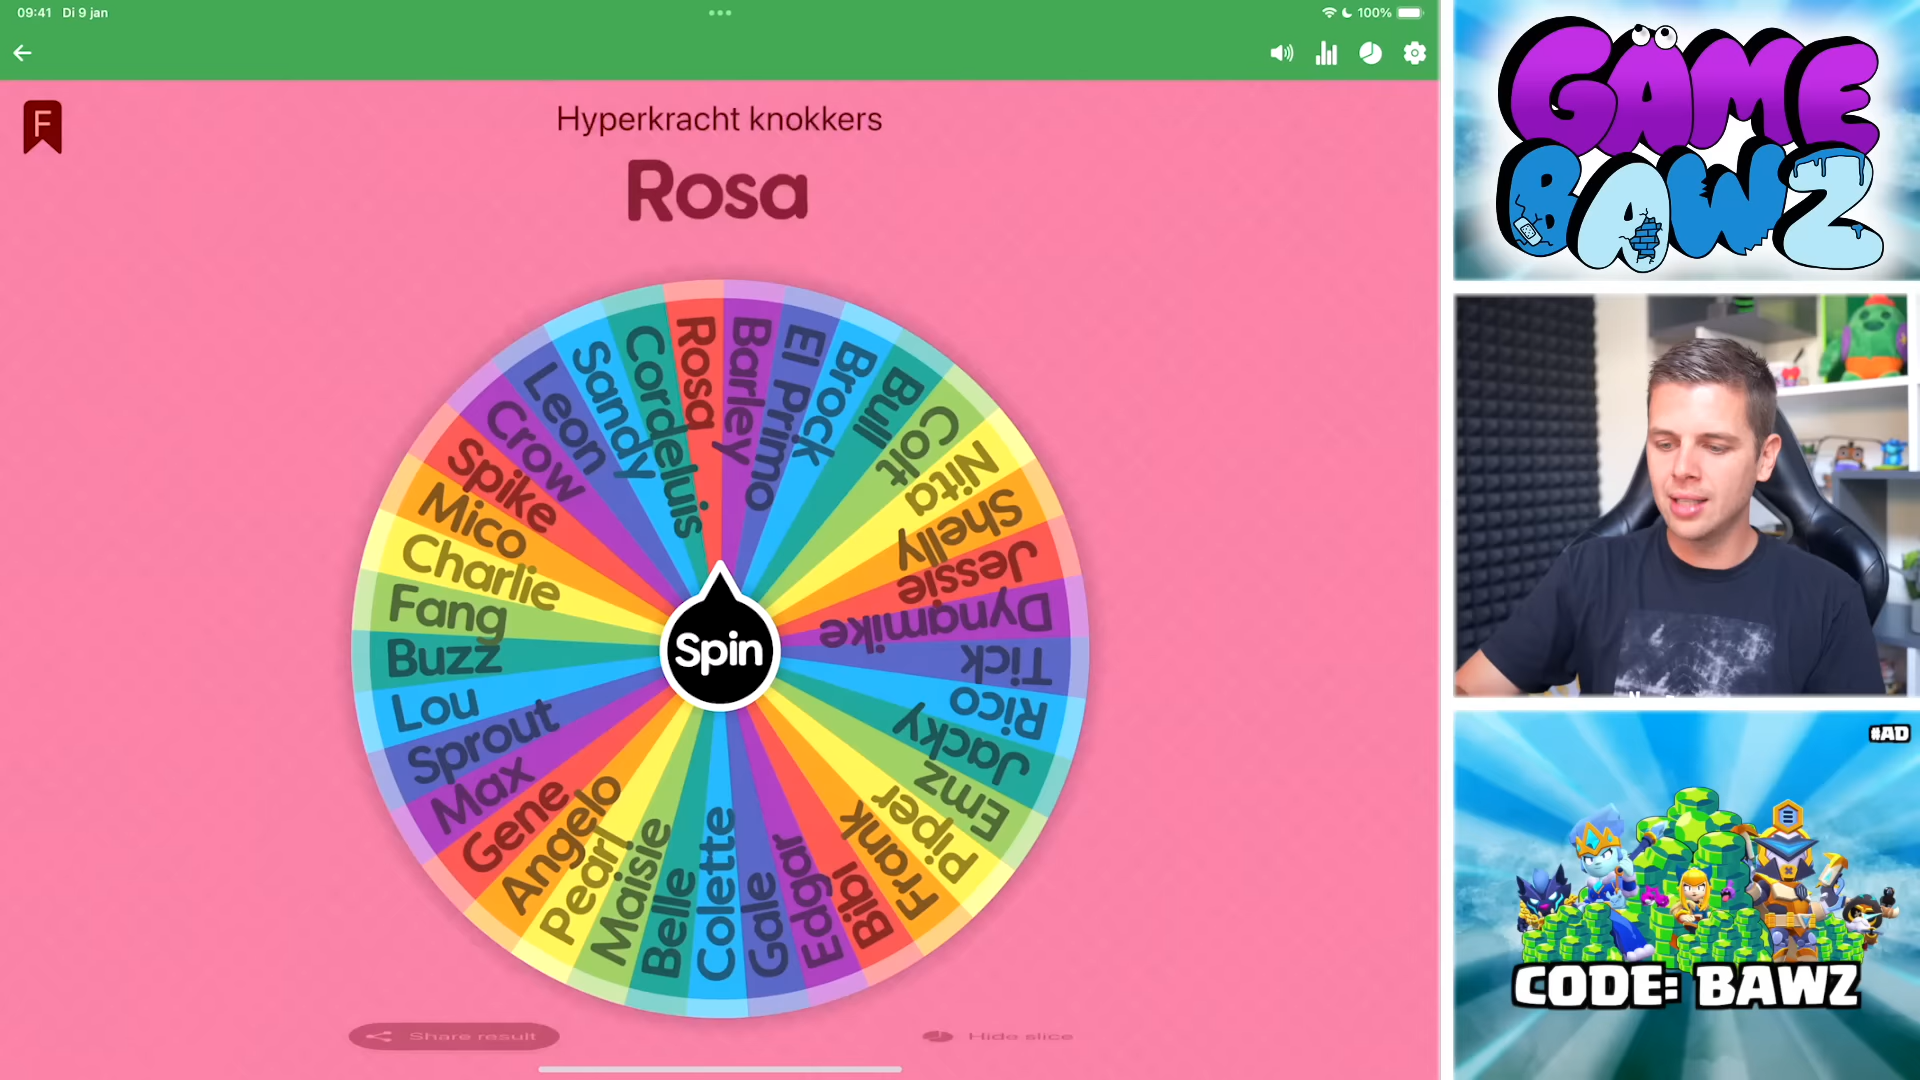 09:41 Di 9 jan
100%
F
Hyperkracht knokkers
Rosa
Rosa
Barley
El Primo
Brock
Bull
Colt
Nita
Shelly
Jessie
Dynamike
Tick
Rico
Jacky
Emz
Piper
Frank
Bibi
Edgar
Gale
Colette
Belle
Maisie
Pearl
Angelo
Gene
Max
Sprout
Lou
Buzz
Fang
Charlie
Mico
Spike
Crow
Leon
Sandy
Cordeluis
Spin
Share result
Hide slice
GAME
BAWZ
#AD
CODE: BAWZ